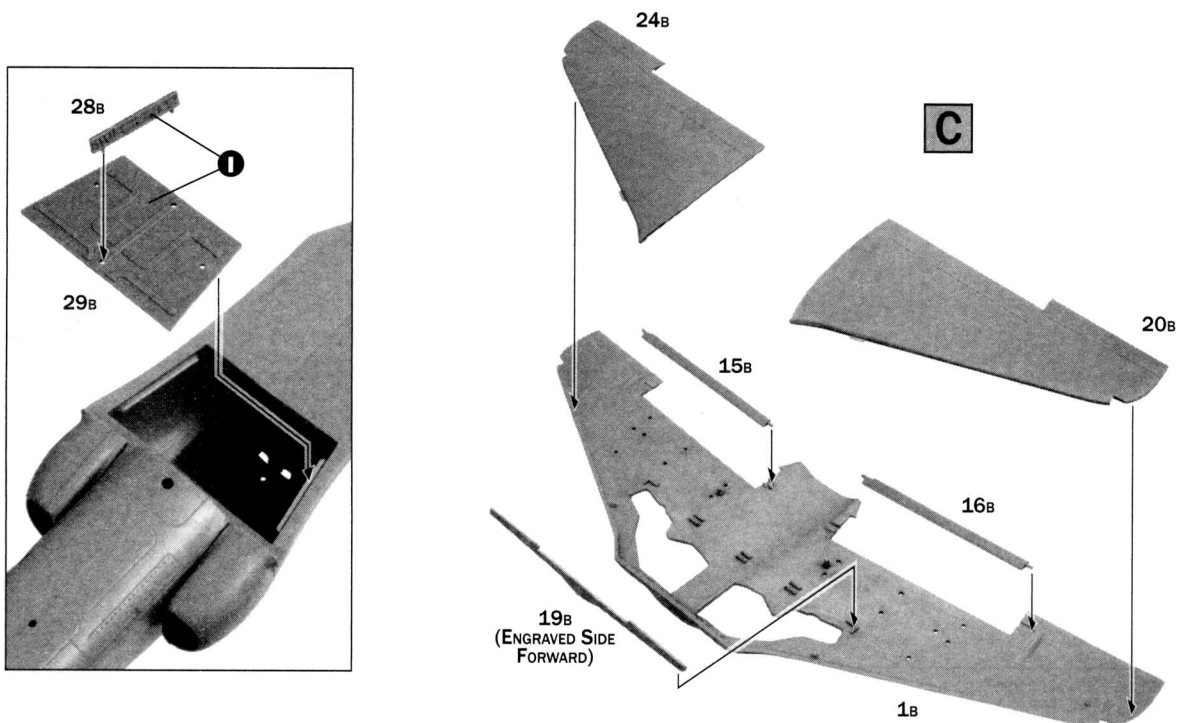 28B
I
29B
24B
C
20B
15B
16B
19B
(ENGRAVED SIDE
FORWARD)
1B